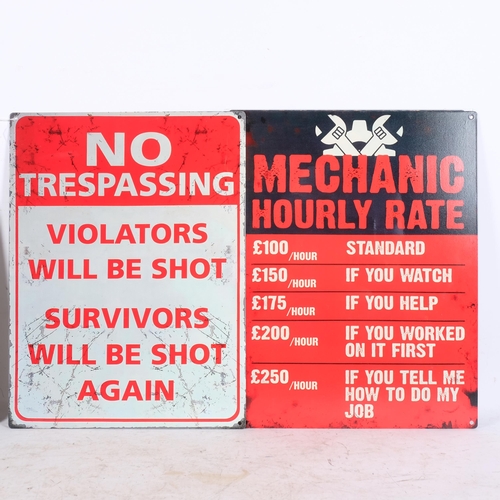 NO
TRESPASSING
VIOLATORS
WILL BE SHOT
SURVIVORS
WILL BE SHOT
AGAIN
MECHANIC
HOURLY RATE
£100/HOUR STANDARD
£150/HOUR IF YOU WATCH
£175/HOUR IF YOU HELP
£200/HOUR IF YOU WORKED
ON IT FIRST
£250/HOUR IF YOU TELL ME
HOW TO DO MY
JOB